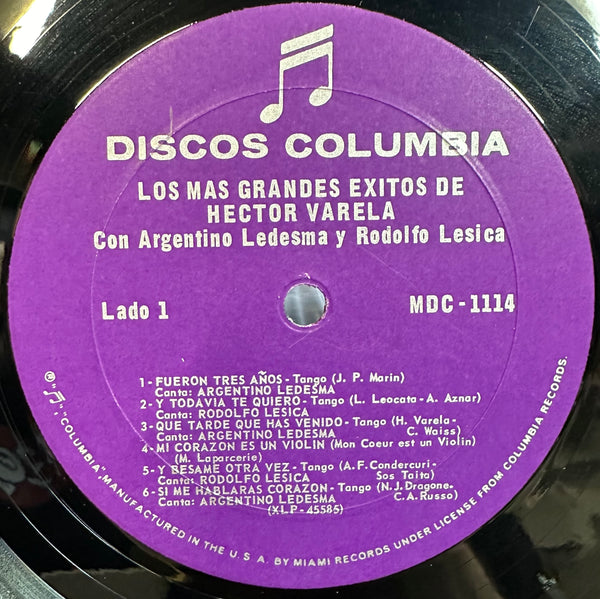 DISCOS COLUMBIA
LOS MAS GRANDES EXITOS DE
HECTOR VARELA
Con Argentino Ledesma y Rodolfo Lesica
Lado 1
MDC-1114
1-FUERON TRES AÑOS-Tango (J. P. Marin)
Canta: ARGENTINO LEDESMA
2-Y TODAVIA TE QUIERO-Tango (L. Leocata-A. Aznar)
Canta: RODOLFO LESICA
3-QUE TARDE QUE HAS VENIDO-Tango (H. Varela-
Canta: ARGENTINO LEDESMA C. Waiss)
4-MI CORAZON ES UN VIOLIN (Mon Coeur est un Violin)
(M. Laparcerie)
5-Y BESAME OTRA VEZ-Tango (A.F. Condercuri-
Canta: RODOLFO LESICA Sos Taita)
6-SI ME HABLARAS CORAZON-Tango (N.J. Dragone-
Canta: ARGENTINO LEDESMA C.A. Russo)
(XLP-45585)
"COLUMBIA" MANUFACTURED IN THE U. S. A. BY MIAMI RECORDS UNDER LICENSE FROM COLUMBIA RECORDS.